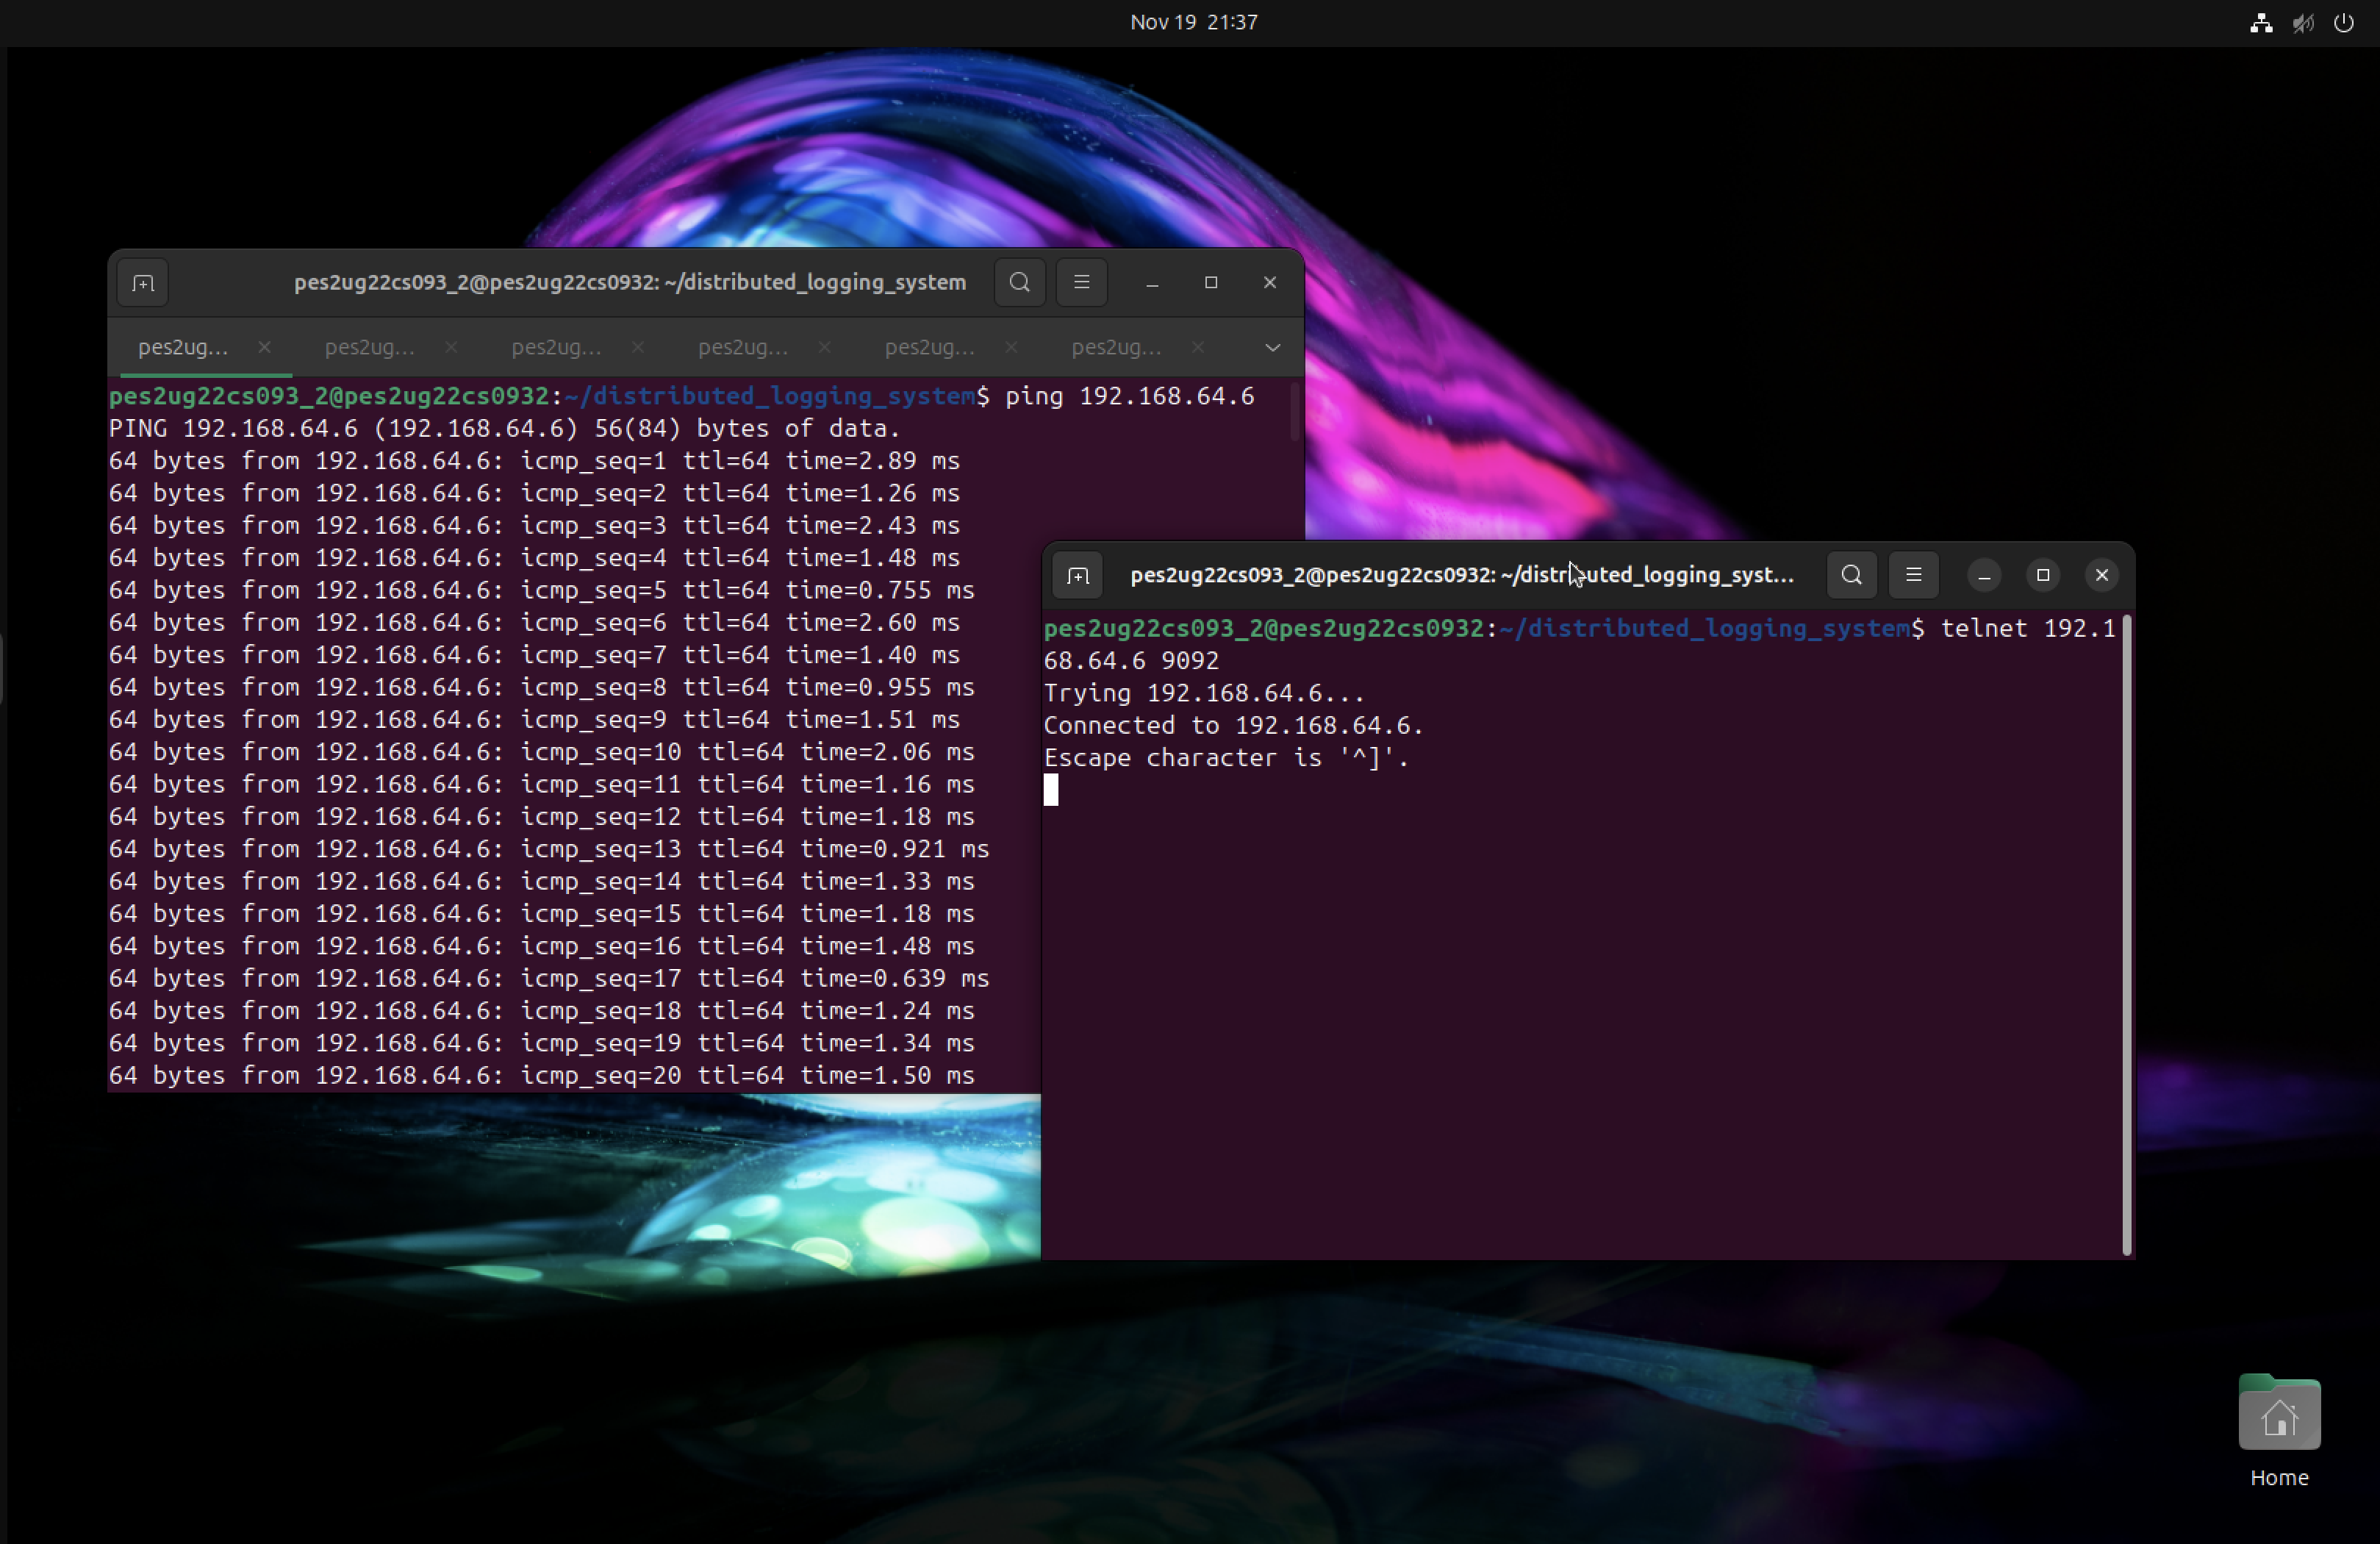 Nov 19 21:37
pes2ug22cs093_2@pes2ug22cs0932: ~/distributed_logging_system
pes2ug... pes2ug... pes2ug... pes2ug... pes2ug... pes2ug...
pes2ug22cs093_2@pes2ug22cs0932:~/distributed_logging_system$ ping 192.168.64.6
PING 192.168.64.6 (192.168.64.6) 56(84) bytes of data.
64 bytes from 192.168.64.6: icmp_seq=1 ttl=64 time=2.89 ms
64 bytes from 192.168.64.6: icmp_seq=2 ttl=64 time=1.26 ms
64 bytes from 192.168.64.6: icmp_seq=3 ttl=64 time=2.43 ms
64 bytes from 192.168.64.6: icmp_seq=4 ttl=64 time=1.48 ms
64 bytes from 192.168.64.6: icmp_seq=5 ttl=64 time=0.755 ms
64 bytes from 192.168.64.6: icmp_seq=6 ttl=64 time=2.60 ms
64 bytes from 192.168.64.6: icmp_seq=7 ttl=64 time=1.40 ms
64 bytes from 192.168.64.6: icmp_seq=8 ttl=64 time=0.955 ms
64 bytes from 192.168.64.6: icmp_seq=9 ttl=64 time=1.51 ms
64 bytes from 192.168.64.6: icmp_seq=10 ttl=64 time=2.06 ms
64 bytes from 192.168.64.6: icmp_seq=11 ttl=64 time=1.16 ms
64 bytes from 192.168.64.6: icmp_seq=12 ttl=64 time=1.18 ms
64 bytes from 192.168.64.6: icmp_seq=13 ttl=64 time=0.921 ms
64 bytes from 192.168.64.6: icmp_seq=14 ttl=64 time=1.33 ms
64 bytes from 192.168.64.6: icmp_seq=15 ttl=64 time=1.18 ms
64 bytes from 192.168.64.6: icmp_seq=16 ttl=64 time=1.48 ms
64 bytes from 192.168.64.6: icmp_seq=17 ttl=64 time=0.639 ms
64 bytes from 192.168.64.6: icmp_seq=18 ttl=64 time=1.24 ms
64 bytes from 192.168.64.6: icmp_seq=19 ttl=64 time=1.34 ms
64 bytes from 192.168.64.6: icmp_seq=20 ttl=64 time=1.50 ms
pes2ug22cs093_2@pes2ug22cs0932: ~/distributed_logging_syst...
pes2ug22cs093_2@pes2ug22cs0932:~/distributed_logging_system$ telnet 192.1
68.64.6 9092
Trying 192.168.64.6...
Connected to 192.168.64.6.
Escape character is '^]'.
Home